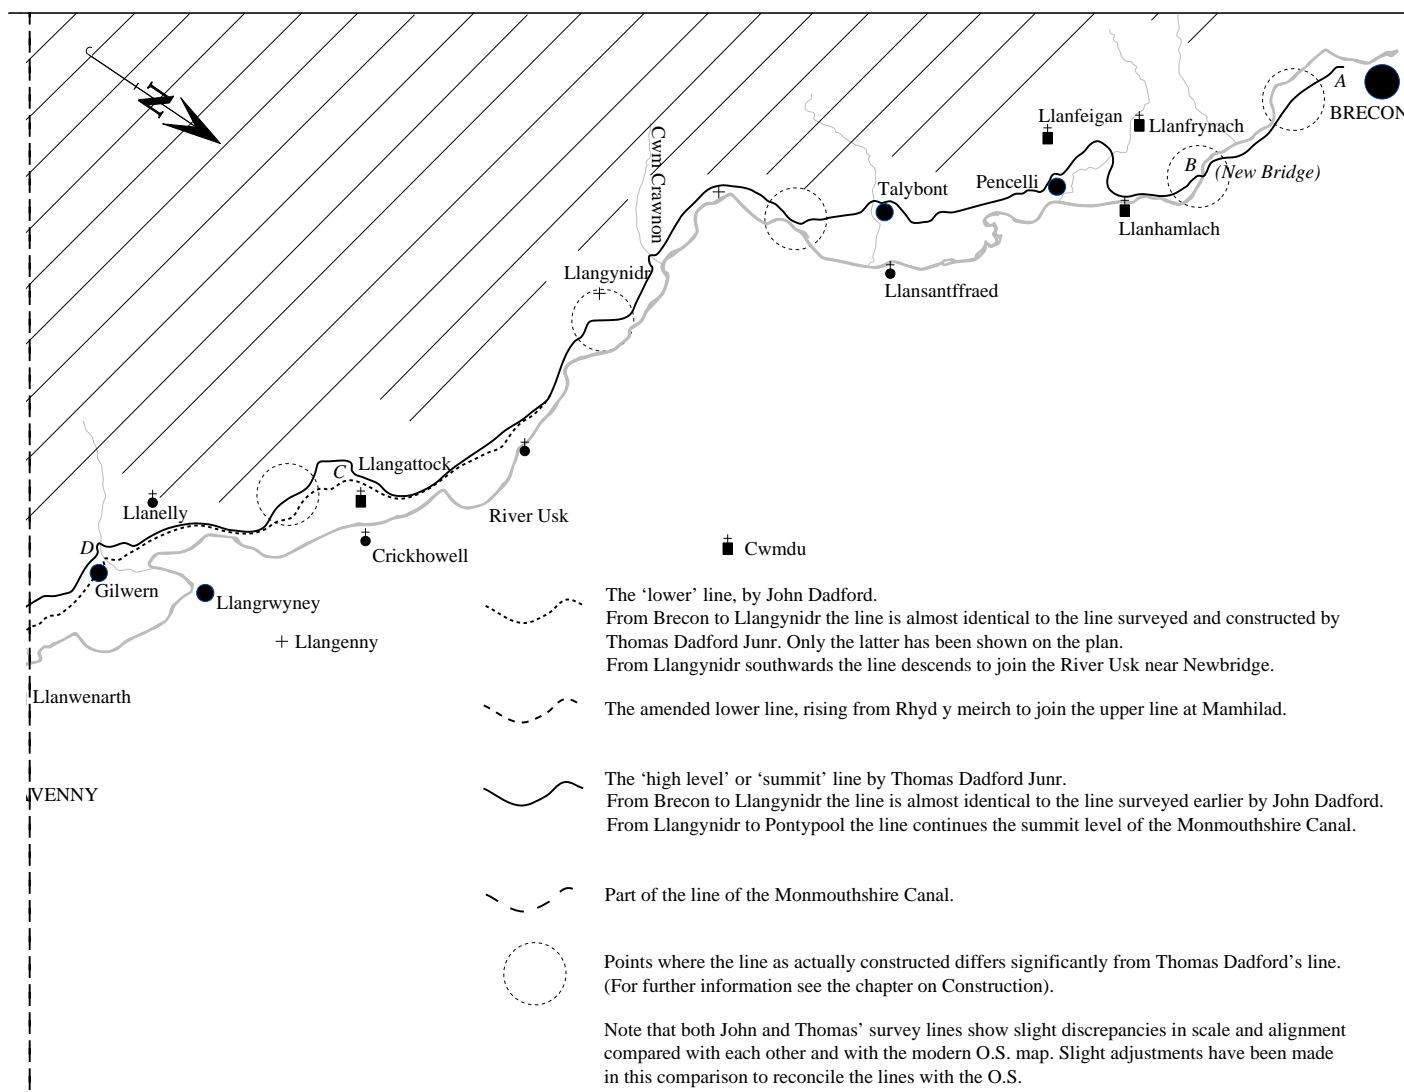 N
A
BRECON
Llanfeigan
Llanfrynach
B
(New Bridge)
Pencelli
Talybont
Llanhamlach
Cwm Crawnon
Llansantffraed
Llangynidr
C
Llangattock
Llanelly
River Usk
Crickhowell
Cwmdu
D
Gilwern
Llangrwyney
Llangenny
Llanwenarth
VENNY
The ‘lower’ line, by John Dadford.
From Brecon to Llangynidr the line is almost identical to the line surveyed and constructed by
Thomas Dadford Junr. Only the latter has been shown on the plan.
From Llangynidr southwards the line descends to join the River Usk near Newbridge.
The amended lower line, rising from Rhyd y meirch to join the upper line at Mamhilad.
The ‘high level’ or ‘summit’ line by Thomas Dadford Junr.
From Brecon to Llangynidr the line is almost identical to the line surveyed earlier by John Dadford.
From Llangynidr to Pontypool the line continues the summit level of the Monmouthshire Canal.
Part of the line of the Monmouthshire Canal.
Points where the line as actually constructed differs significantly from Thomas Dadford’s line.
(For further information see the chapter on Construction).
Note that both John and Thomas’ survey lines show slight discrepancies in scale and alignment
compared with each other and with the modern O.S. map. Slight adjustments have been made
in this comparison to reconcile the lines with the O.S.